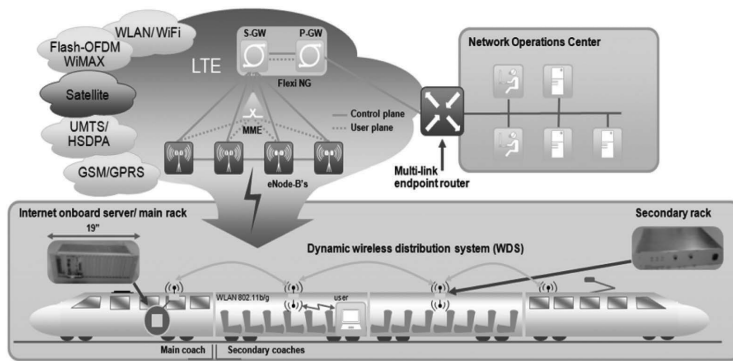 WLAN/ WiFi
Flash-OFDM
WiMAX
Satellite
UMTS/
HSDPA
GSM/GPRS
LTE
S-GW
P-GW
Flexi NG
MME
Control plane
User plane
eNode-B's
Network Operations Center
Multi-link
endpoint router
Internet onboard server/ main rack
19"
Dynamic wireless distribution system (WDS)
Secondary rack
WLAN 802.11b/g
user
Main coach
Secondary coaches